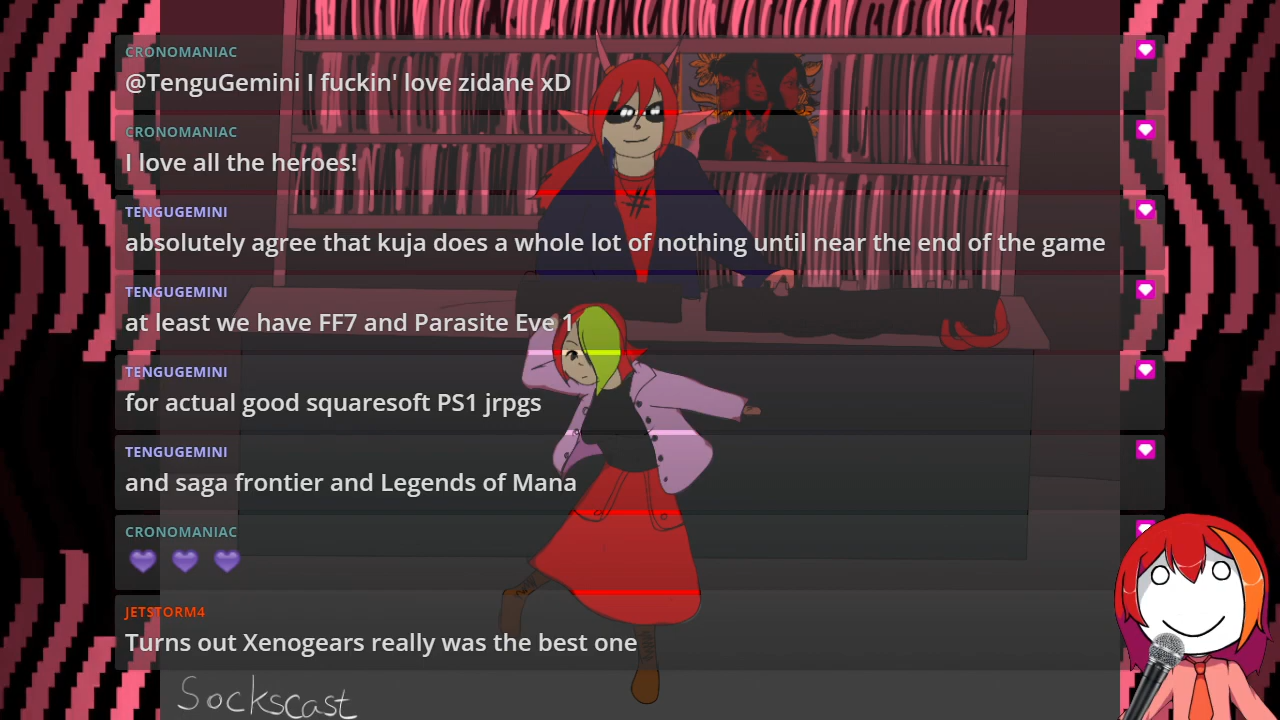 CRONOMANIAC
@TenguGemini I fuckin' love zidane xD
CRONOMANIAC
I love all the heroes!
TENGUGEMINI
absolutely agree that kuja does a whole lot of nothing until near the end of the game
TENGUGEMINI
at least we have FF7 and Parasite Eve 1
TENGUGEMINI
for actual good squaresoft PS1 jrpgs
TENGUGEMINI
and saga frontier and Legends of Mana
CRONOMANIAC
💜 💜 💜
JETSTORM4
Turns out Xenogears really was the best one
Sockscast